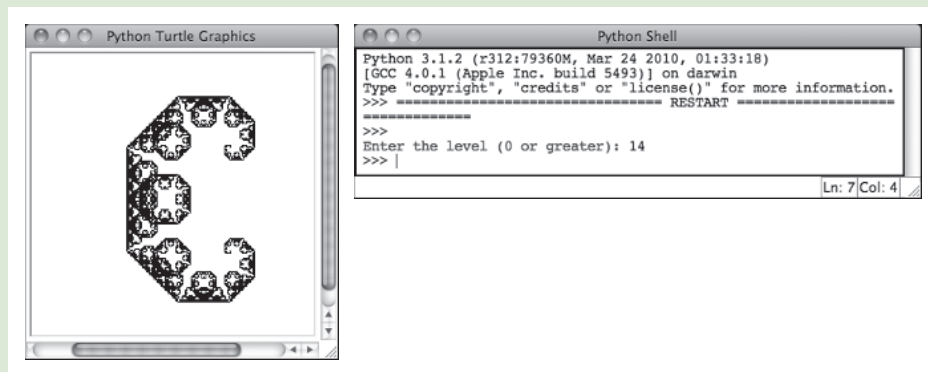 Python Turtle Graphics
Python Shell
Python 3.1.2 (r312:79360M, Mar 24 2010, 01:33:18)
[GCC 4.0.1 (Apple Inc. build 5493)] on darwin
Type "copyright", "credits" or "license()" for more information.
>>> ================================ RESTART ===================
=============
>>>
Enter the level (0 or greater): 14
>>>
Ln: 7 Col: 4